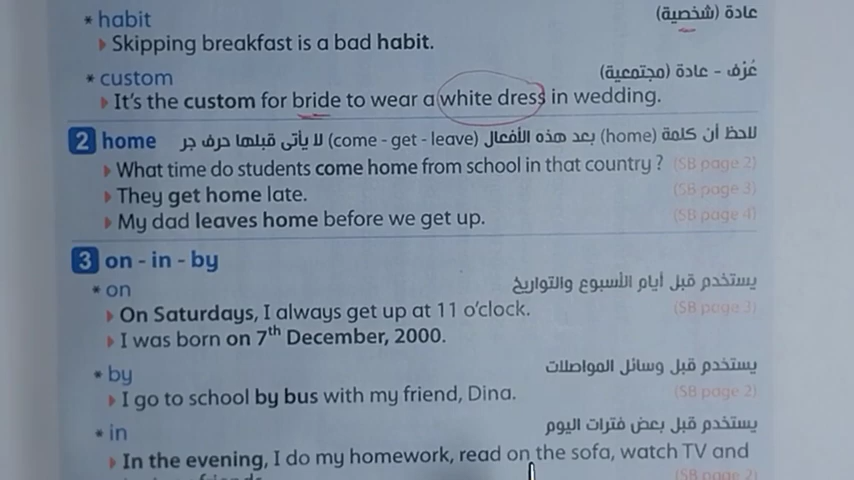 * habit عادة (شخصية)
Skipping breakfast is a bad habit.
* custom عُرْف - عادة (مجتمعية)
It's the custom for bride to wear a white dress in wedding.
2 home لاحظ أن كلمة (home) بعد هذه الأفعال (come - get - leave) لا يأتى قبلها حرف جر
What time do students come home from school in that country ? (SB page 2)
They get home late. (SB page 3)
My dad leaves home before we get up. (SB page 4)
3 on - in - by
* on يستخدم قبل أيام الأسبوع والتواريخ
On Saturdays, I always get up at 11 o'clock. (SB page 3)
I was born on 7th December, 2000.
* by يستخدم قبل وسائل المواصلات
I go to school by bus with my friend, Dina. (SB page 2)
* in يستخدم قبل بعض فترات اليوم
In the evening, I do my homework, read on the sofa, watch TV and
(SB page 2)